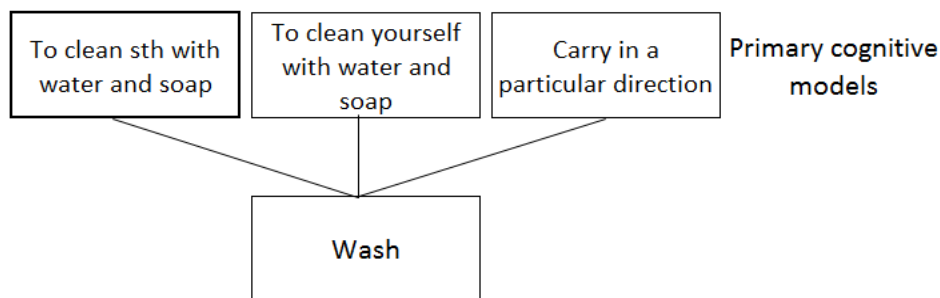 To clean sth with
water and soap
To clean yourself
with water and
soap
Carry in a
particular direction
Primary cognitive
models
Wash